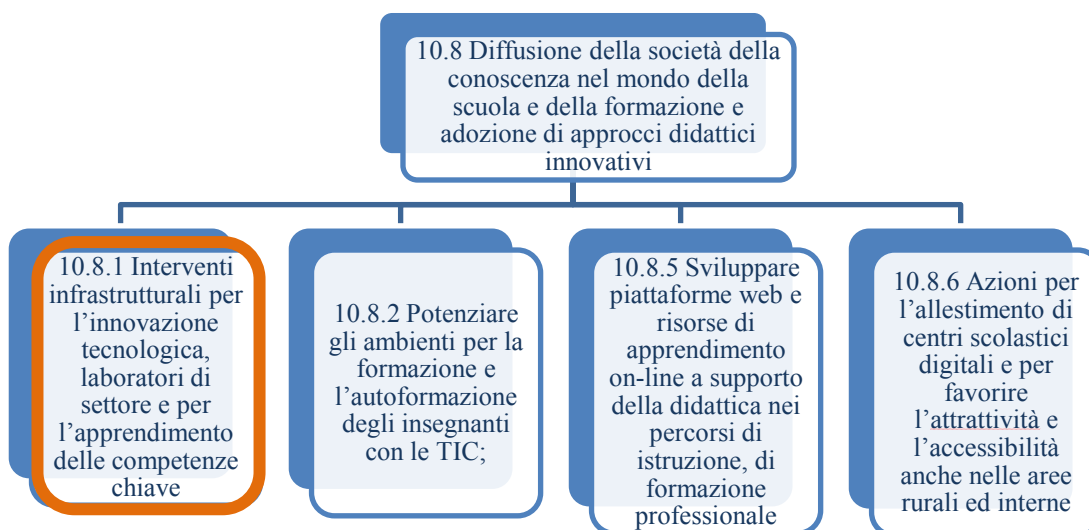 10.8 Diffusione della società della
conoscenza nel mondo della
scuola e della formazione e
adozione di approcci didattici
innovativi
10.8.1 Interventi
infrastrutturali per
l’innovazione
tecnologica,
laboratori di
settore e per
l’apprendimento
delle competenze
chiave
10.8.2 Potenziare
gli ambienti per la
formazione e
l’autoformazione
degli insegnanti
con le TIC;
10.8.5 Sviluppare
piattaforme web e
risorse di
apprendimento
on-line a supporto
della didattica nei
percorsi di
istruzione, di
formazione
professionale
10.8.6 Azioni per
l’allestimento di
centri scolastici
digitali e per
favorire
l’attrattività e
l’accessibilità
anche nelle aree
rurali ed interne